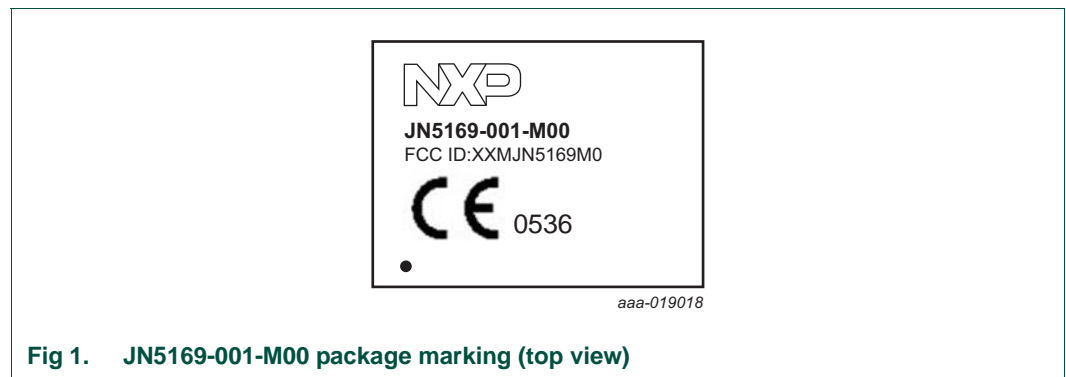 NXP
JN5169-001-M00
FCC ID:XXMJN5169M0
CE 0536
aaa-019018
Fig 1. JN5169-001-M00 package marking (top view)